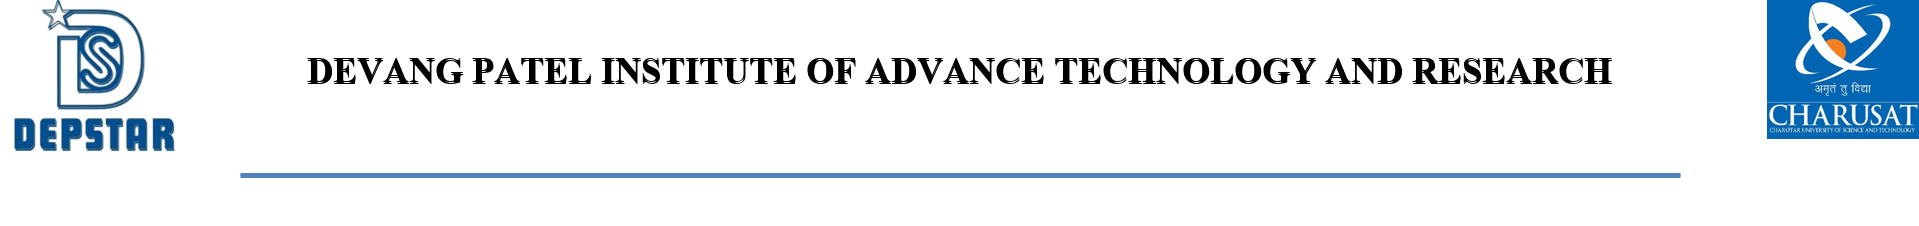 DEPSTAR
DEVANG PATEL INSTITUTE OF ADVANCE TECHNOLOGY AND RESEARCH
अमृतं तु विद्या
CHARUSAT
CHAROTAR UNIVERSITY OF SCIENCE AND TECHNOLOGY